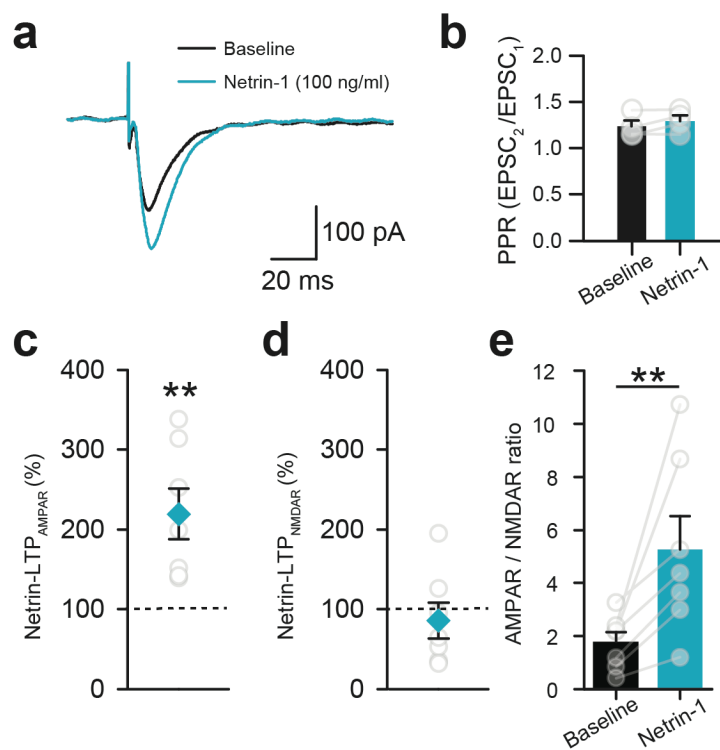 a
Baseline
Netrin-1 (100 ng/ml)
100 pA
20 ms
b
PPR (EPSC2 /EPSC1)
2.0
1.5
1.0
0.5
0.0
Baseline
Netrin-1
c
Netrin-LTPAMPAR (%)
400
300
200
100
0
**
d
Netrin-LTPNMDAR (%)
400
300
200
100
0
e
AMPAR / NMDAR ratio
12
10
8
6
4
2
0
**
Baseline
Netrin-1